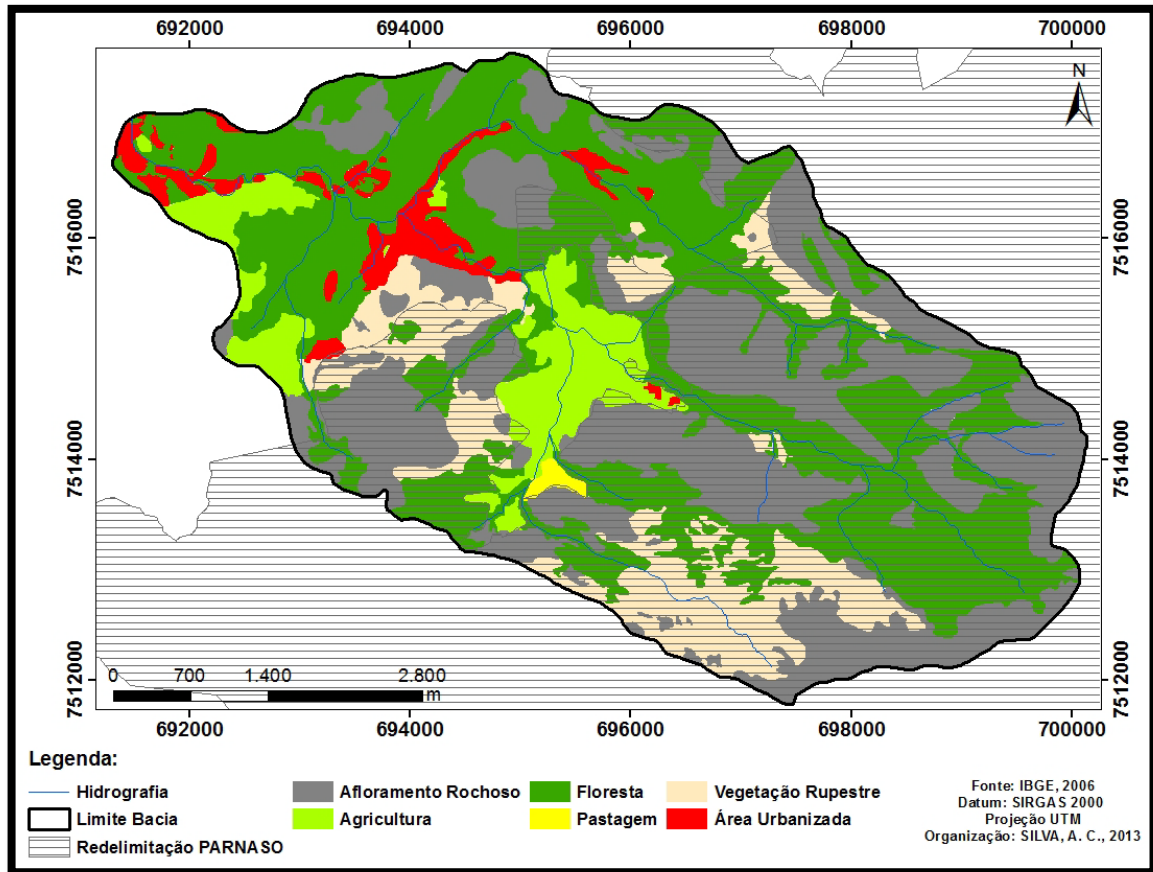 692000 694000 696000 698000 700000
N
7516000 7516000
7514000 7514000
7512000 7512000
0 700 1.400 2.800
m
692000 694000 696000 698000 700000
Legenda:
Hidrografia
Limite Bacia
Redelimitação PARNASO
Afloramento Rochoso
Agricultura
Floresta
Pastagem
Vegetação Rupestre
Área Urbanizada
Fonte: IBGE, 2006
Datum: SIRGAS 2000
Projeção UTM
Organização: SILVA, A. C., 2013